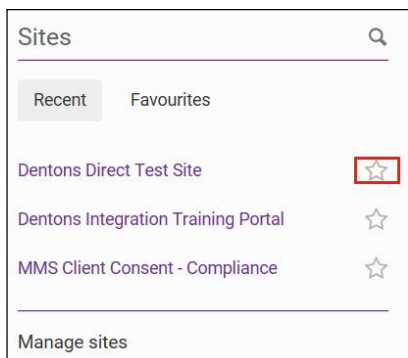 Sites
Recent Favourites
Dentons Direct Test Site
Dentons Integration Training Portal
MMS Client Consent - Compliance
Manage sites